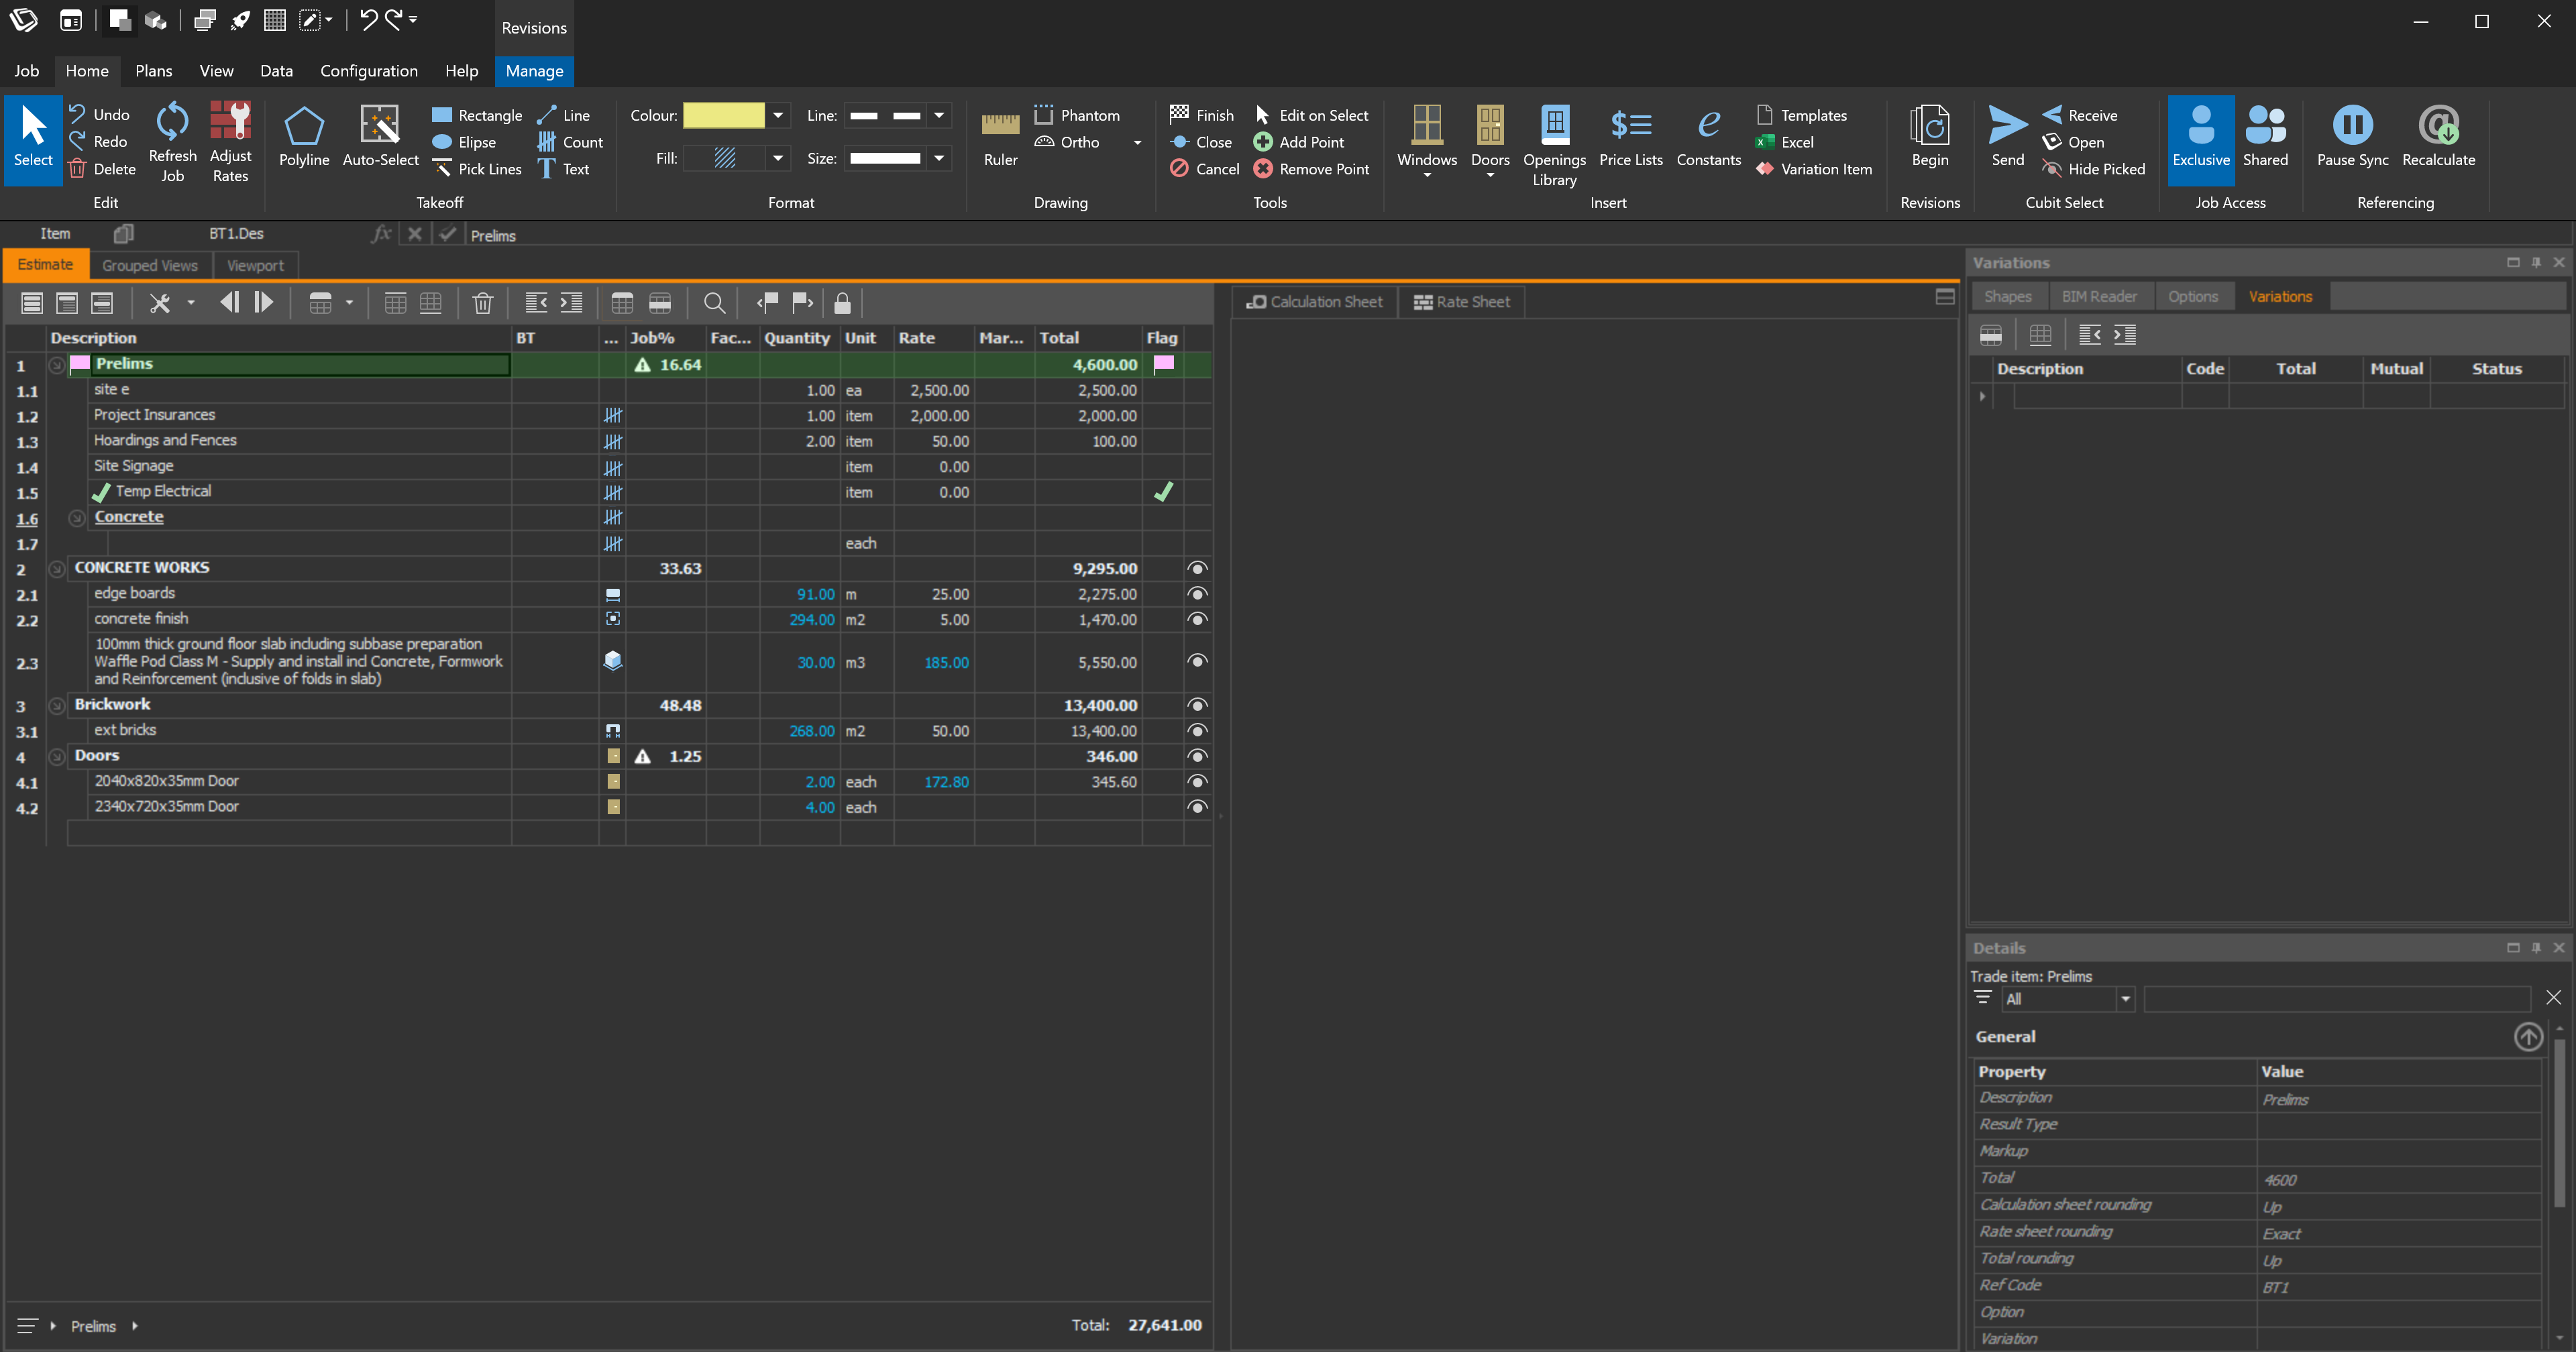 Revisions
Job Home Plans View Data Configuration Help Manage
Select
Undo
Redo
Delete
Refresh Job
Adjust Rates
Edit
Polyline
Auto-Select
Rectangle
Elipse
Pick Lines
Line
Count
Text
Takeoff
Colour: Line:
Fill: Size:
Format
Ruler
Phantom
Ortho
Drawing
Finish
Close
Cancel
Edit on Select
Add Point
Remove Point
Tools
Windows
Doors
Openings Library
Price Lists
Constants
Templates
Excel
Variation Item
Insert
Begin
Revisions
Send
Receive
Open
Hide Picked
Cubit Select
Exclusive
Shared
Job Access
Pause Sync
Recalculate
Referencing
Item BT1.Des fx Prelims
Estimate Grouped Views Viewport
Description BT ... Job% Fac... Quantity Unit Rate Mar... Total Flag
1 Prelims 16.64 4,600.00
1.1 site e 1.00 ea 2,500.00 2,500.00
1.2 Project Insurances 1.00 item 2,000.00 2,000.00
1.3 Hoardings and Fences 2.00 item 50.00 100.00
1.4 Site Signage item 0.00
1.5 Temp Electrical item 0.00
1.6 Concrete
1.7 each
2 CONCRETE WORKS 33.63 9,295.00
2.1 edge boards 91.00 m 25.00 2,275.00
2.2 concrete finish 294.00 m2 5.00 1,470.00
100mm thick ground floor slab including subbase preparation
2.3 Waffle Pod Class M - Supply and install incl Concrete, Formwork 30.00 m3 185.00 5,550.00
and Reinforcement (inclusive of folds in slab)
3 Brickwork 48.48 13,400.00
3.1 ext bricks 268.00 m2 50.00 13,400.00
4 Doors 1.25 346.00
4.1 2040x820x35mm Door 2.00 each 172.80 345.60
4.2 2340x720x35mm Door 4.00 each
Prelims Total: 27,641.00
Calculation Sheet Rate Sheet
Variations
Shapes BIM Reader Options Variations
Description Code Total Mutual Status
Details
Trade item: Prelims
All
General
Property Value
Description Prelims
Result Type
Markup
Total 4600
Calculation sheet rounding Up
Rate sheet rounding Exact
Total rounding Up
Ref Code BT1
Option
Variation